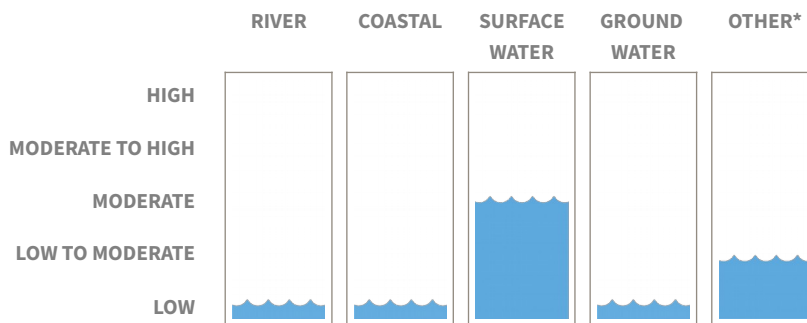 RIVER COASTAL SURFACE GROUND OTHER*
WATER WATER
HIGH
MODERATE TO HIGH
MODERATE
LOW TO MODERATE
LOW